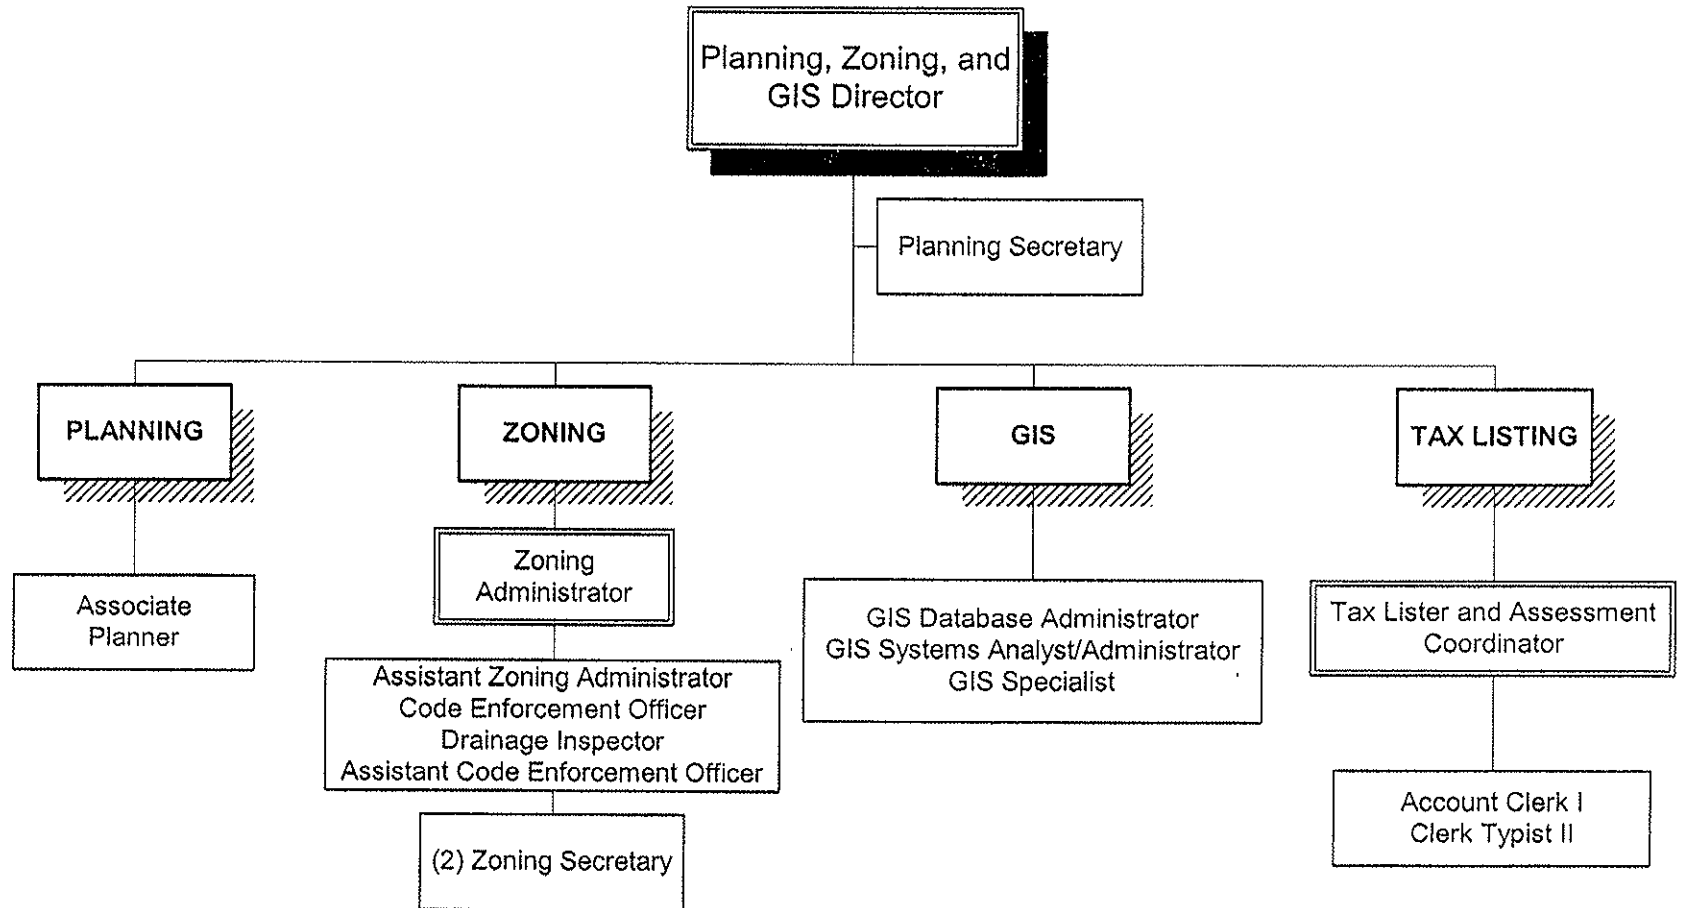 Planning, Zoning, and
GIS Director
Planning Secretary
PLANNING
ZONING
GIS
TAX LISTING
Associate
Planner
Zoning
Administrator
Assistant Zoning Administrator
Code Enforcement Officer
Drainage Inspector
Assistant Code Enforcement Officer
(2) Zoning Secretary
GIS Database Administrator
GIS Systems Analyst/Administrator
GIS Specialist
Tax Lister and Assessment
Coordinator
Account Clerk I
Clerk Typist II